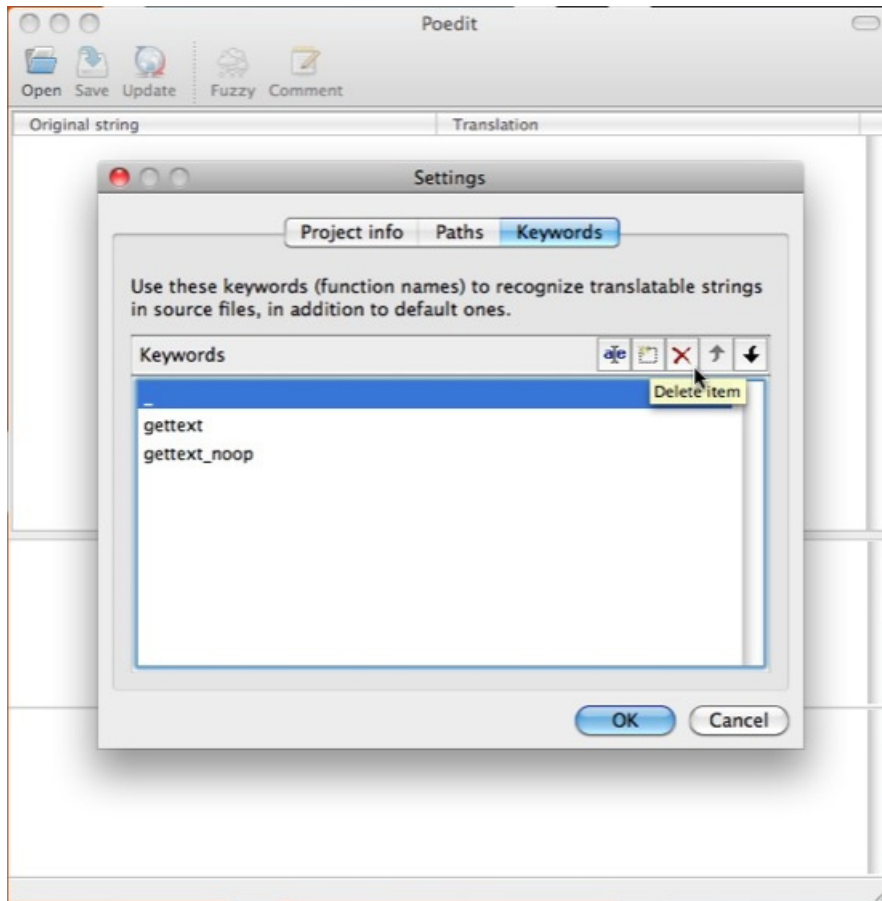 Poedit
Open Save Update Fuzzy Comment
Original string Translation
Settings
Project info Paths Keywords
Use these keywords (function names) to recognize translatable strings
in source files, in addition to default ones.
Keywords
Delete item
_
gettext
gettext_noop
OK Cancel